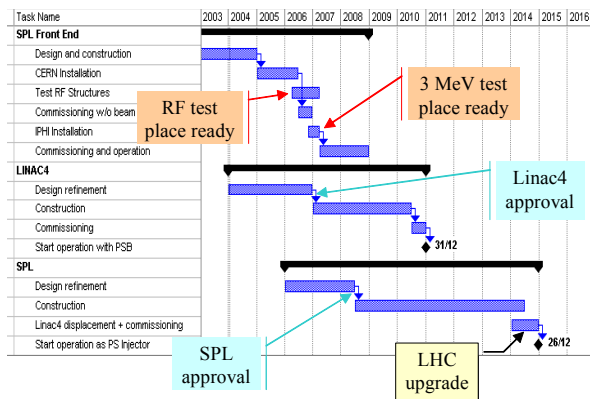 Task Name 2003 2004 2005 2006 2007 2008 2009 2010 2011 2012 2013 2014 2015 2016
SPL Front End
Design and construction
CERN Installation
Test RF Structures
Commissioning w/o beam
IPHI Installation
Commissioning and operation
RF test
place ready
3 MeV test
place ready
LINAC4
Design refinement
Construction
Commissioning
Start operation with PSB
31/12
Linac4
approval
SPL
Design refinement
Construction
Linac4 displacement + commissioning
Start operation as PS Injector
26/12
SPL
approval
LHC
upgrade